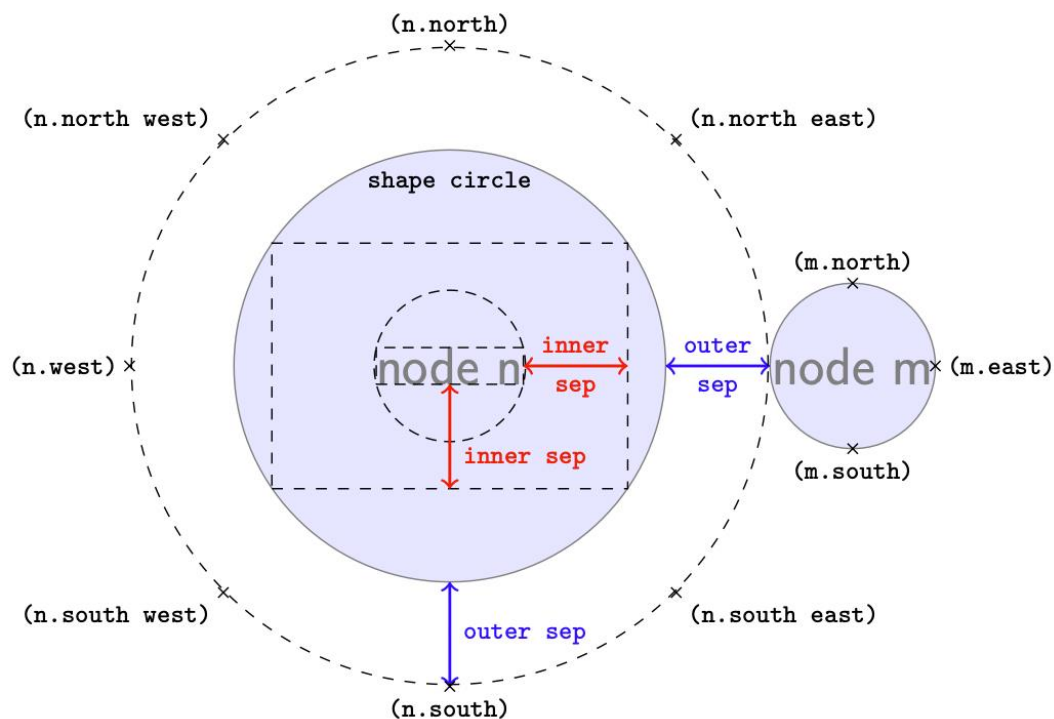 (n.north)
(n.north west)
(n.north east)
shape circle
(m.north)
inner
outer
(n.west)
node n
node m
(m.east)
sep
sep
inner sep
(m.south)
(n.south west)
(n.south east)
outer sep
(n.south)